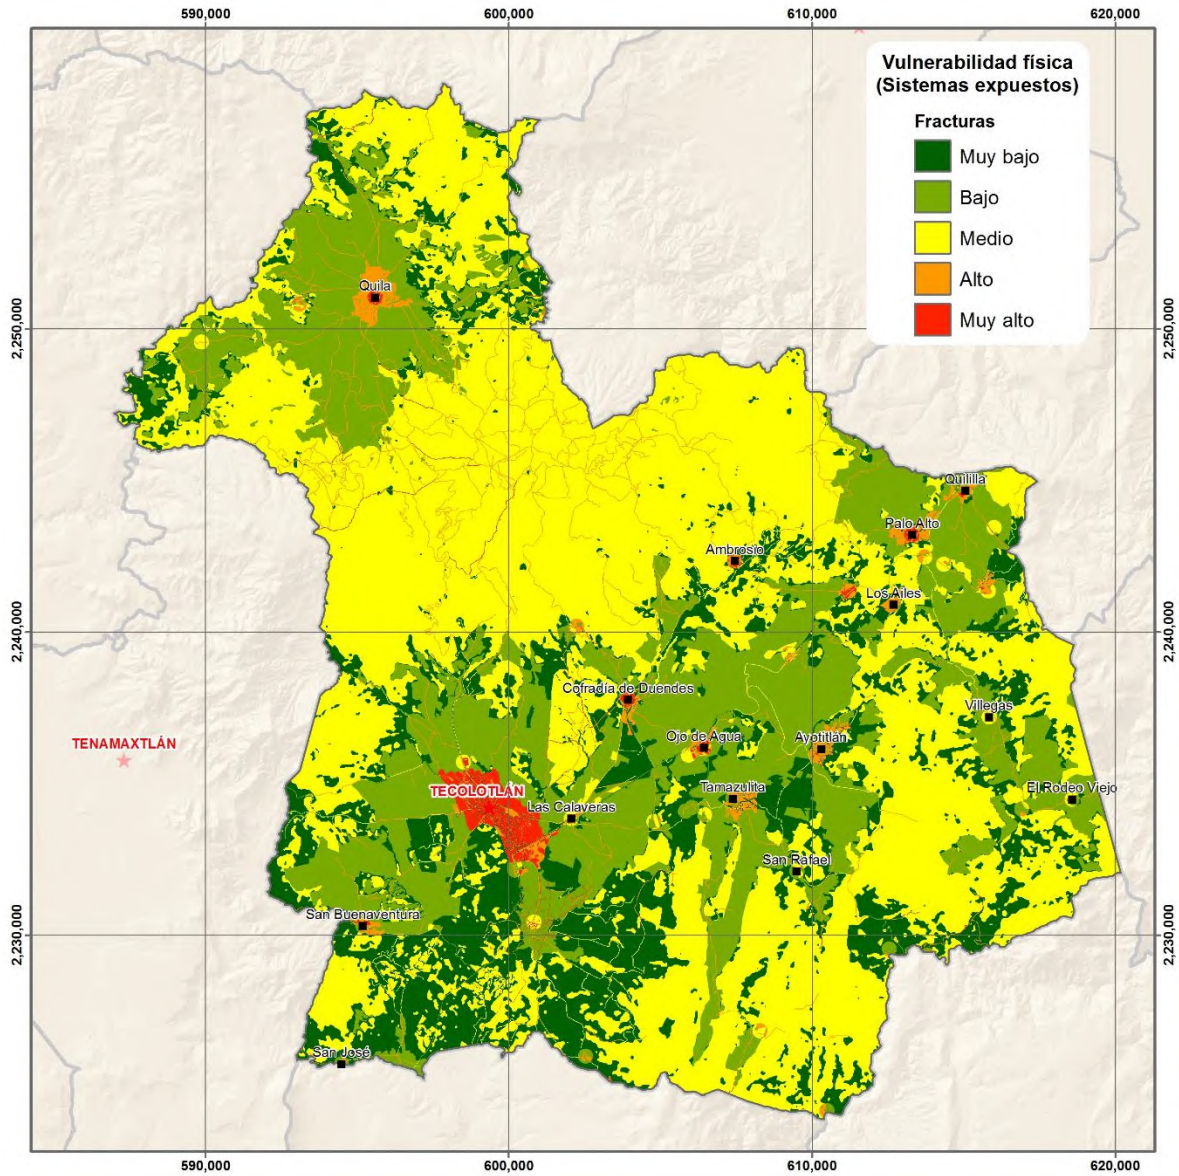 590,000
600,000
610,000
620,000
Vulnerabilidad física
(Sistemas expuestos)
Fracturas
Muy bajo
Bajo
Medio
Alto
Muy alto
2,250,000
2,250,000
Quila
Quililla
Palo Alto
Ambrosio
Los Ailes
2,240,000
2,240,000
Cofradía de Duendes
Villegas
Ojo de Agua
Ayotitlán
TENAMAXTLÁN
TECOLOTLÁN
Tamazulita
El Rodeo Viejo
Las Calaveras
San Rafael
San Buenaventura
2,230,000
2,230,000
San José
590,000
600,000
610,000
620,000